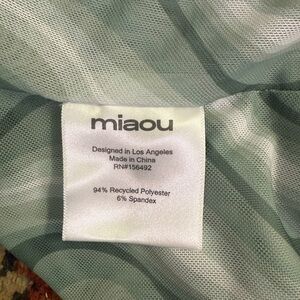 miaou
Designed in Los Angeles
Made in China
RN#156492
94% Recycled Polyester
6% Spandex